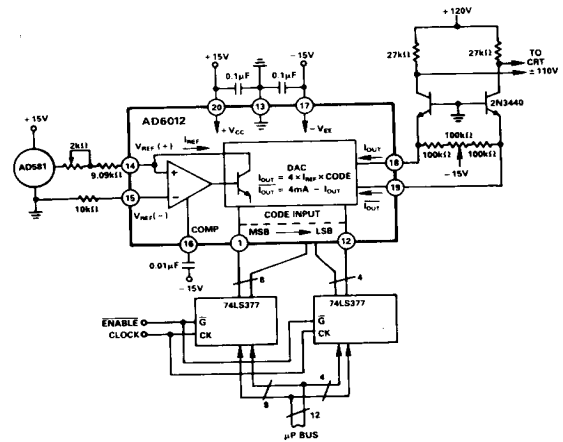 +120V
27kΩ
27kΩ
TO
CRT
±110V
2N3440
+15V
-15V
0.1μF
0.1μF
20
13
17
AD6012
+VCC
-VEE
+15V
2kΩ
AD581
9.09kΩ
14
VREF(+)
IREF
+
-
15
VREF(-)
10kΩ
COMP
16
0.01μF
-15V
DAC
IOUT = 4 x IREF x CODE
IOUT = 4mA - IOUT
CODE INPUT
MSB
LSB
1
12
IOUT
18
19
IOUT
100kΩ
100kΩ
100kΩ
-15V
8
4
74LS377
74LS377
ENABLE
CLOCK
G
CK
G
CK
8
4
12
μP BUS